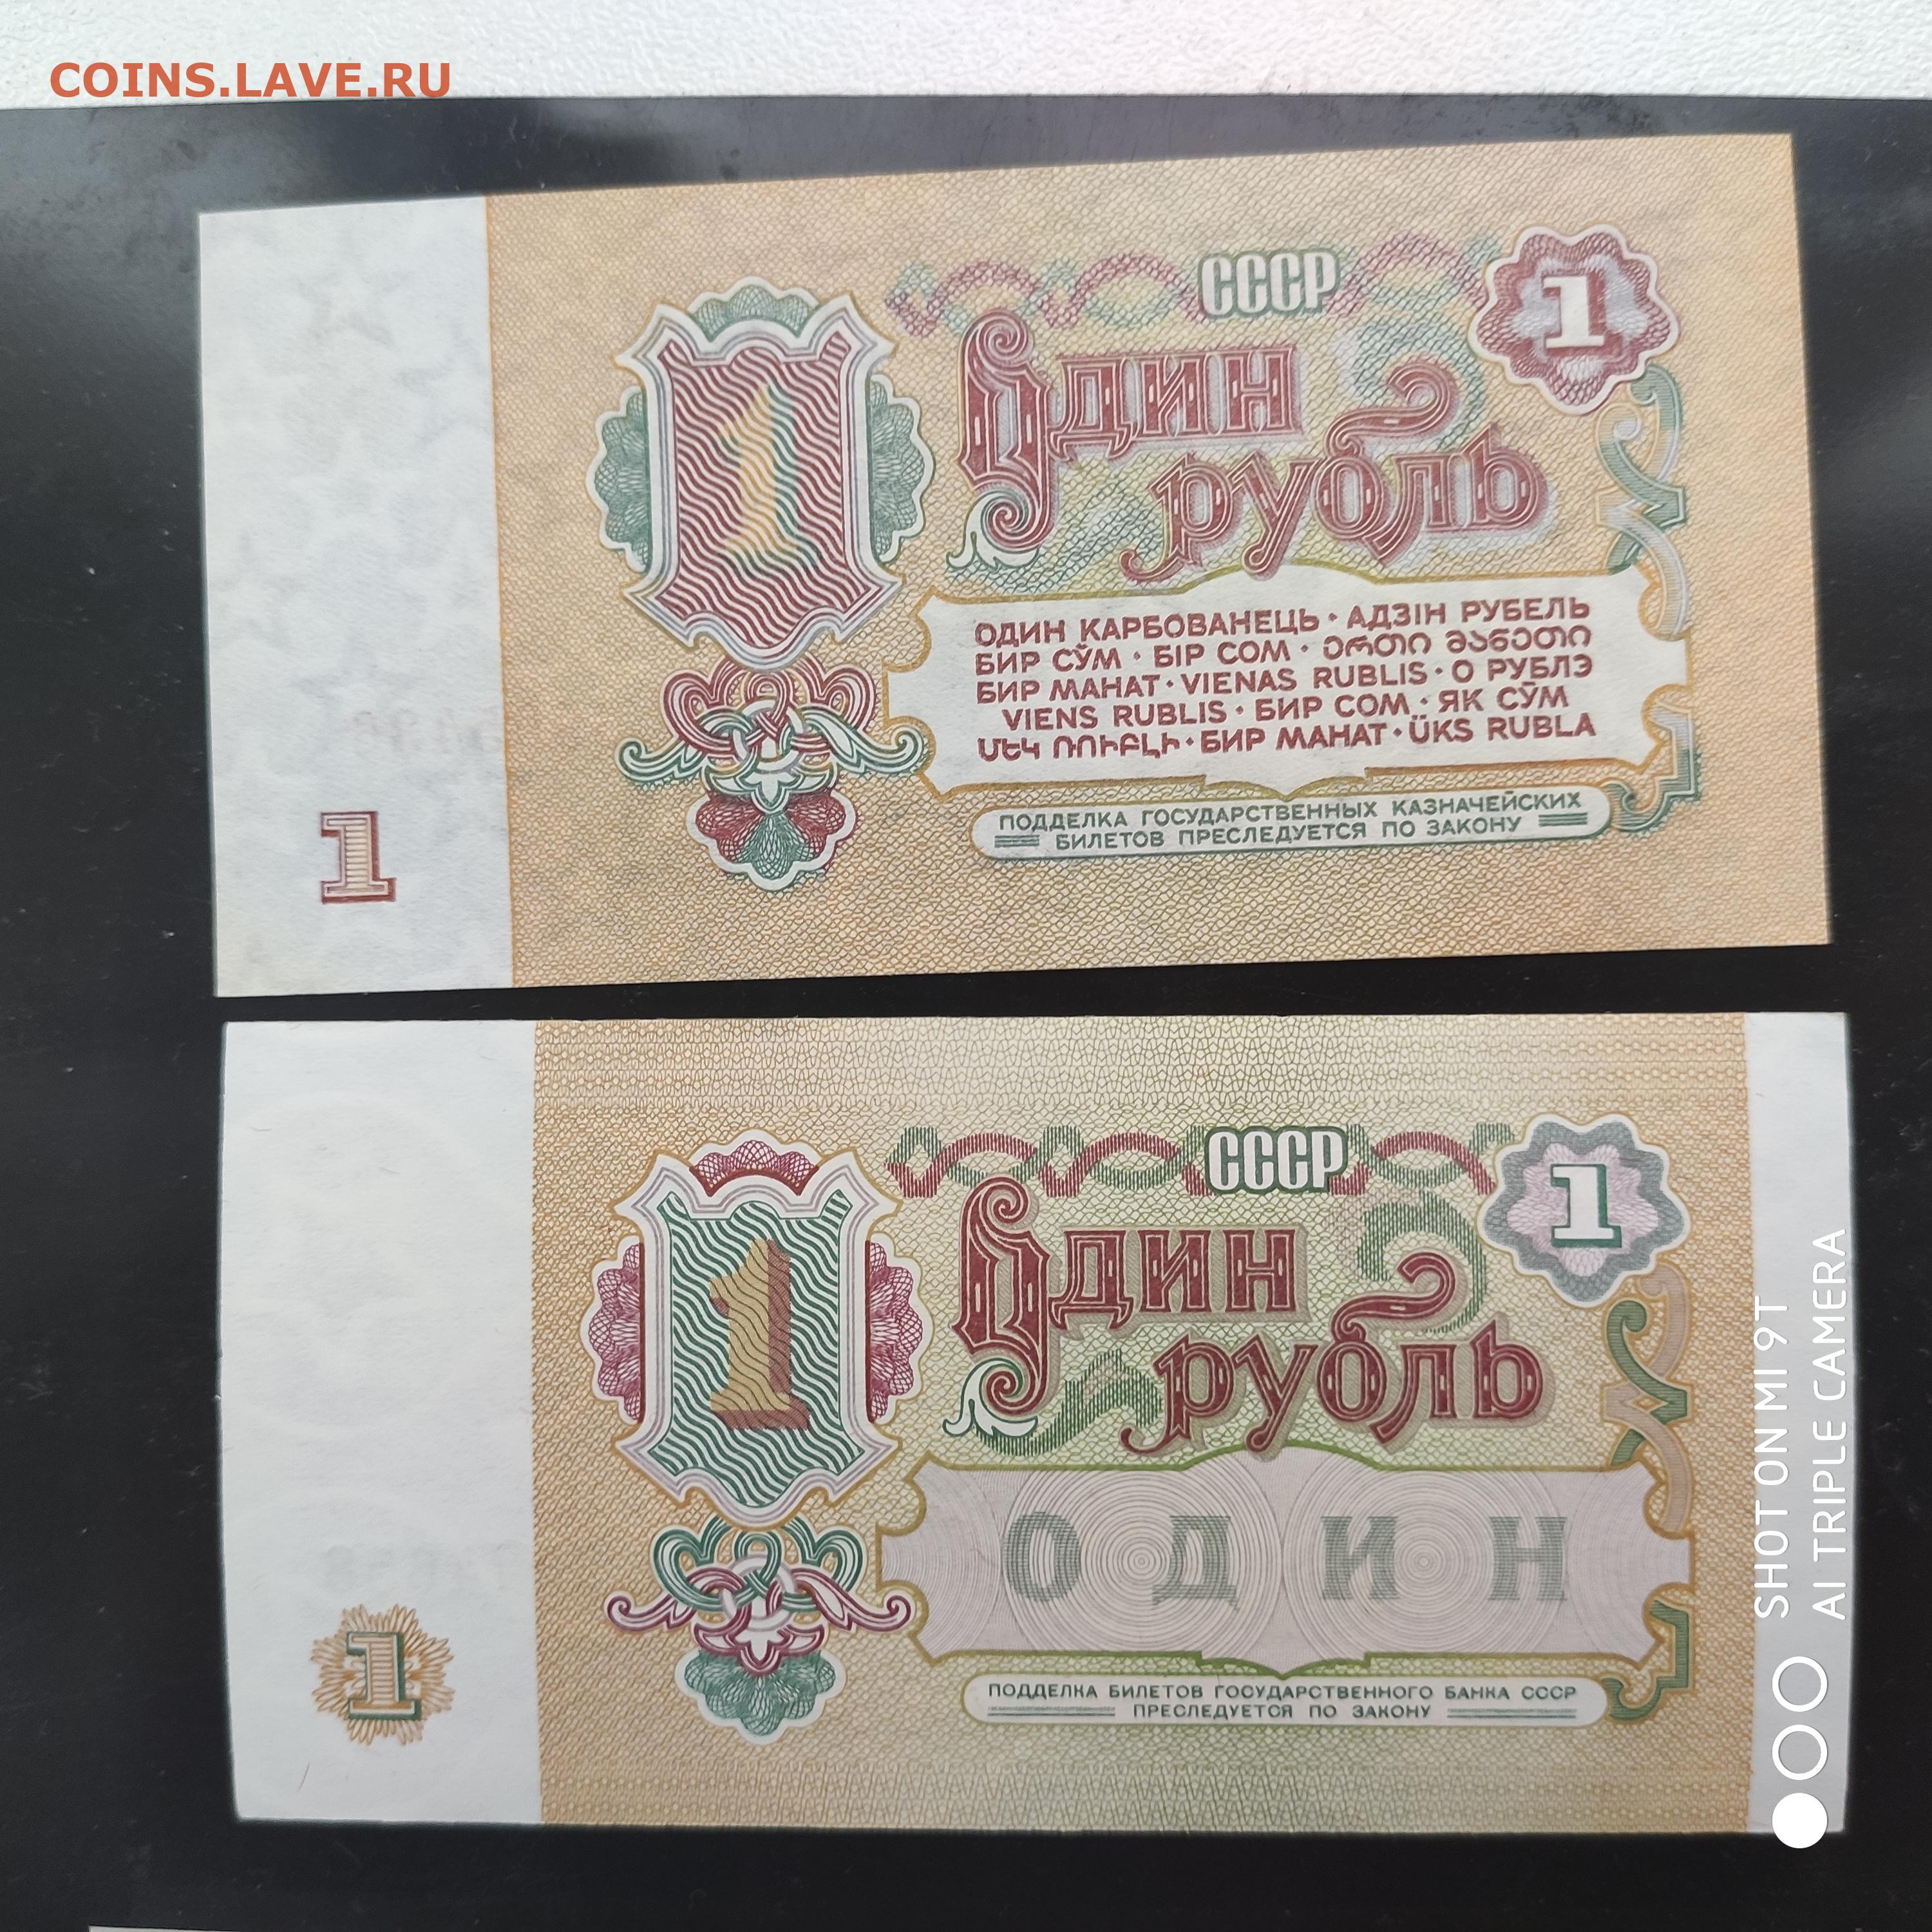 COINS.LAVE.RU
СССР
1
1
Один
рубль
ОДИН КАРБОВАНЕЦЬ · АДЗІН РУБЕЛЬ
БИР СЎМ · БІР СОМ · ერთი მანეთი
БИР МАНАТ · VIENAS RUBLIS · О РУБЛЭ
VIENS RUBLIS · БИР СОМ · ЯК СӮМ
ՄԵԿ ՌՈՒԲԼԻ · БИР МАНАТ · ÜKS RUBLA
ПОДДЕЛКА ГОСУДАРСТВЕННЫХ КАЗНАЧЕЙСКИХ
БИЛЕТОВ ПРЕСЛЕДУЕТСЯ ПО ЗАКОНУ
1
СССР
1
1
Один
рубль
ОДИН
ПОДДЕЛКА БИЛЕТОВ ГОСУДАРСТВЕННОГО БАНКА СССР
ПРЕСЛЕДУЕТСЯ ПО ЗАКОНУ
1
SHOT ON MI 9T
AI TRIPLE CAMERA